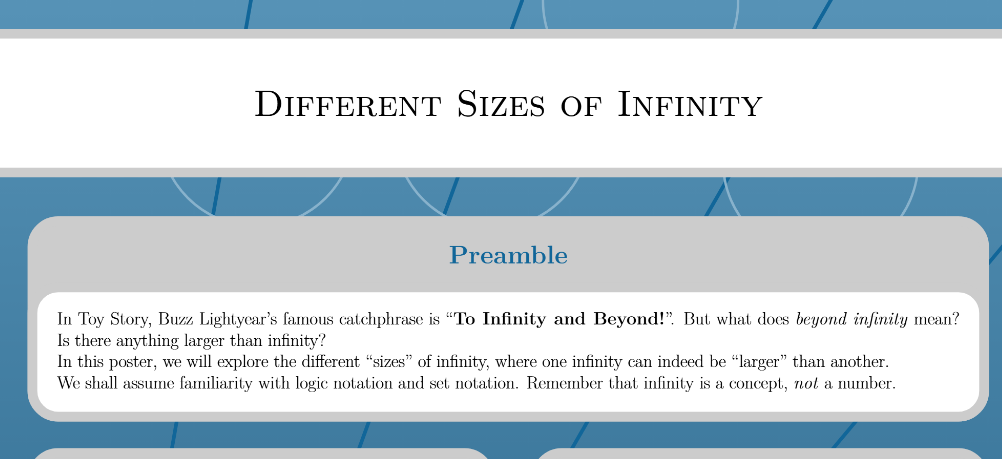 Different Sizes of Infinity
Preamble
In Toy Story, Buzz Lightyear's famous catchphrase is “To Infinity and Beyond!”. But what does beyond infinity mean?
Is there anything larger than infinity?
In this poster, we will explore the different “sizes” of infinity, where one infinity can indeed be “larger” than another.
We shall assume familiarity with logic notation and set notation. Remember that infinity is a concept, not a number.